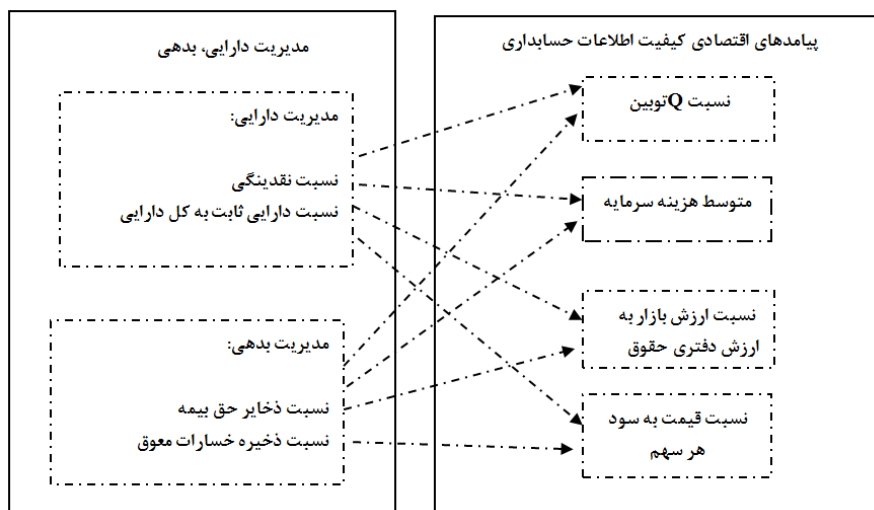 پیامدهای اقتصادی کیفیت اطلاعات حسابداری
نسبت Qتوبین
متوسط هزینه سرمایه
نسبت ارزش بازار به
ارزش دفتری حقوق
نسبت قیمت به سود
هر سهم
مدیریت دارایی، بدهی
مدیریت دارایی:
نسبت نقدینگی
نسبت دارایی ثابت به کل دارایی
مدیریت بدهی:
نسبت ذخایر حق بیمه
نسبت ذخیره خسارات معوق